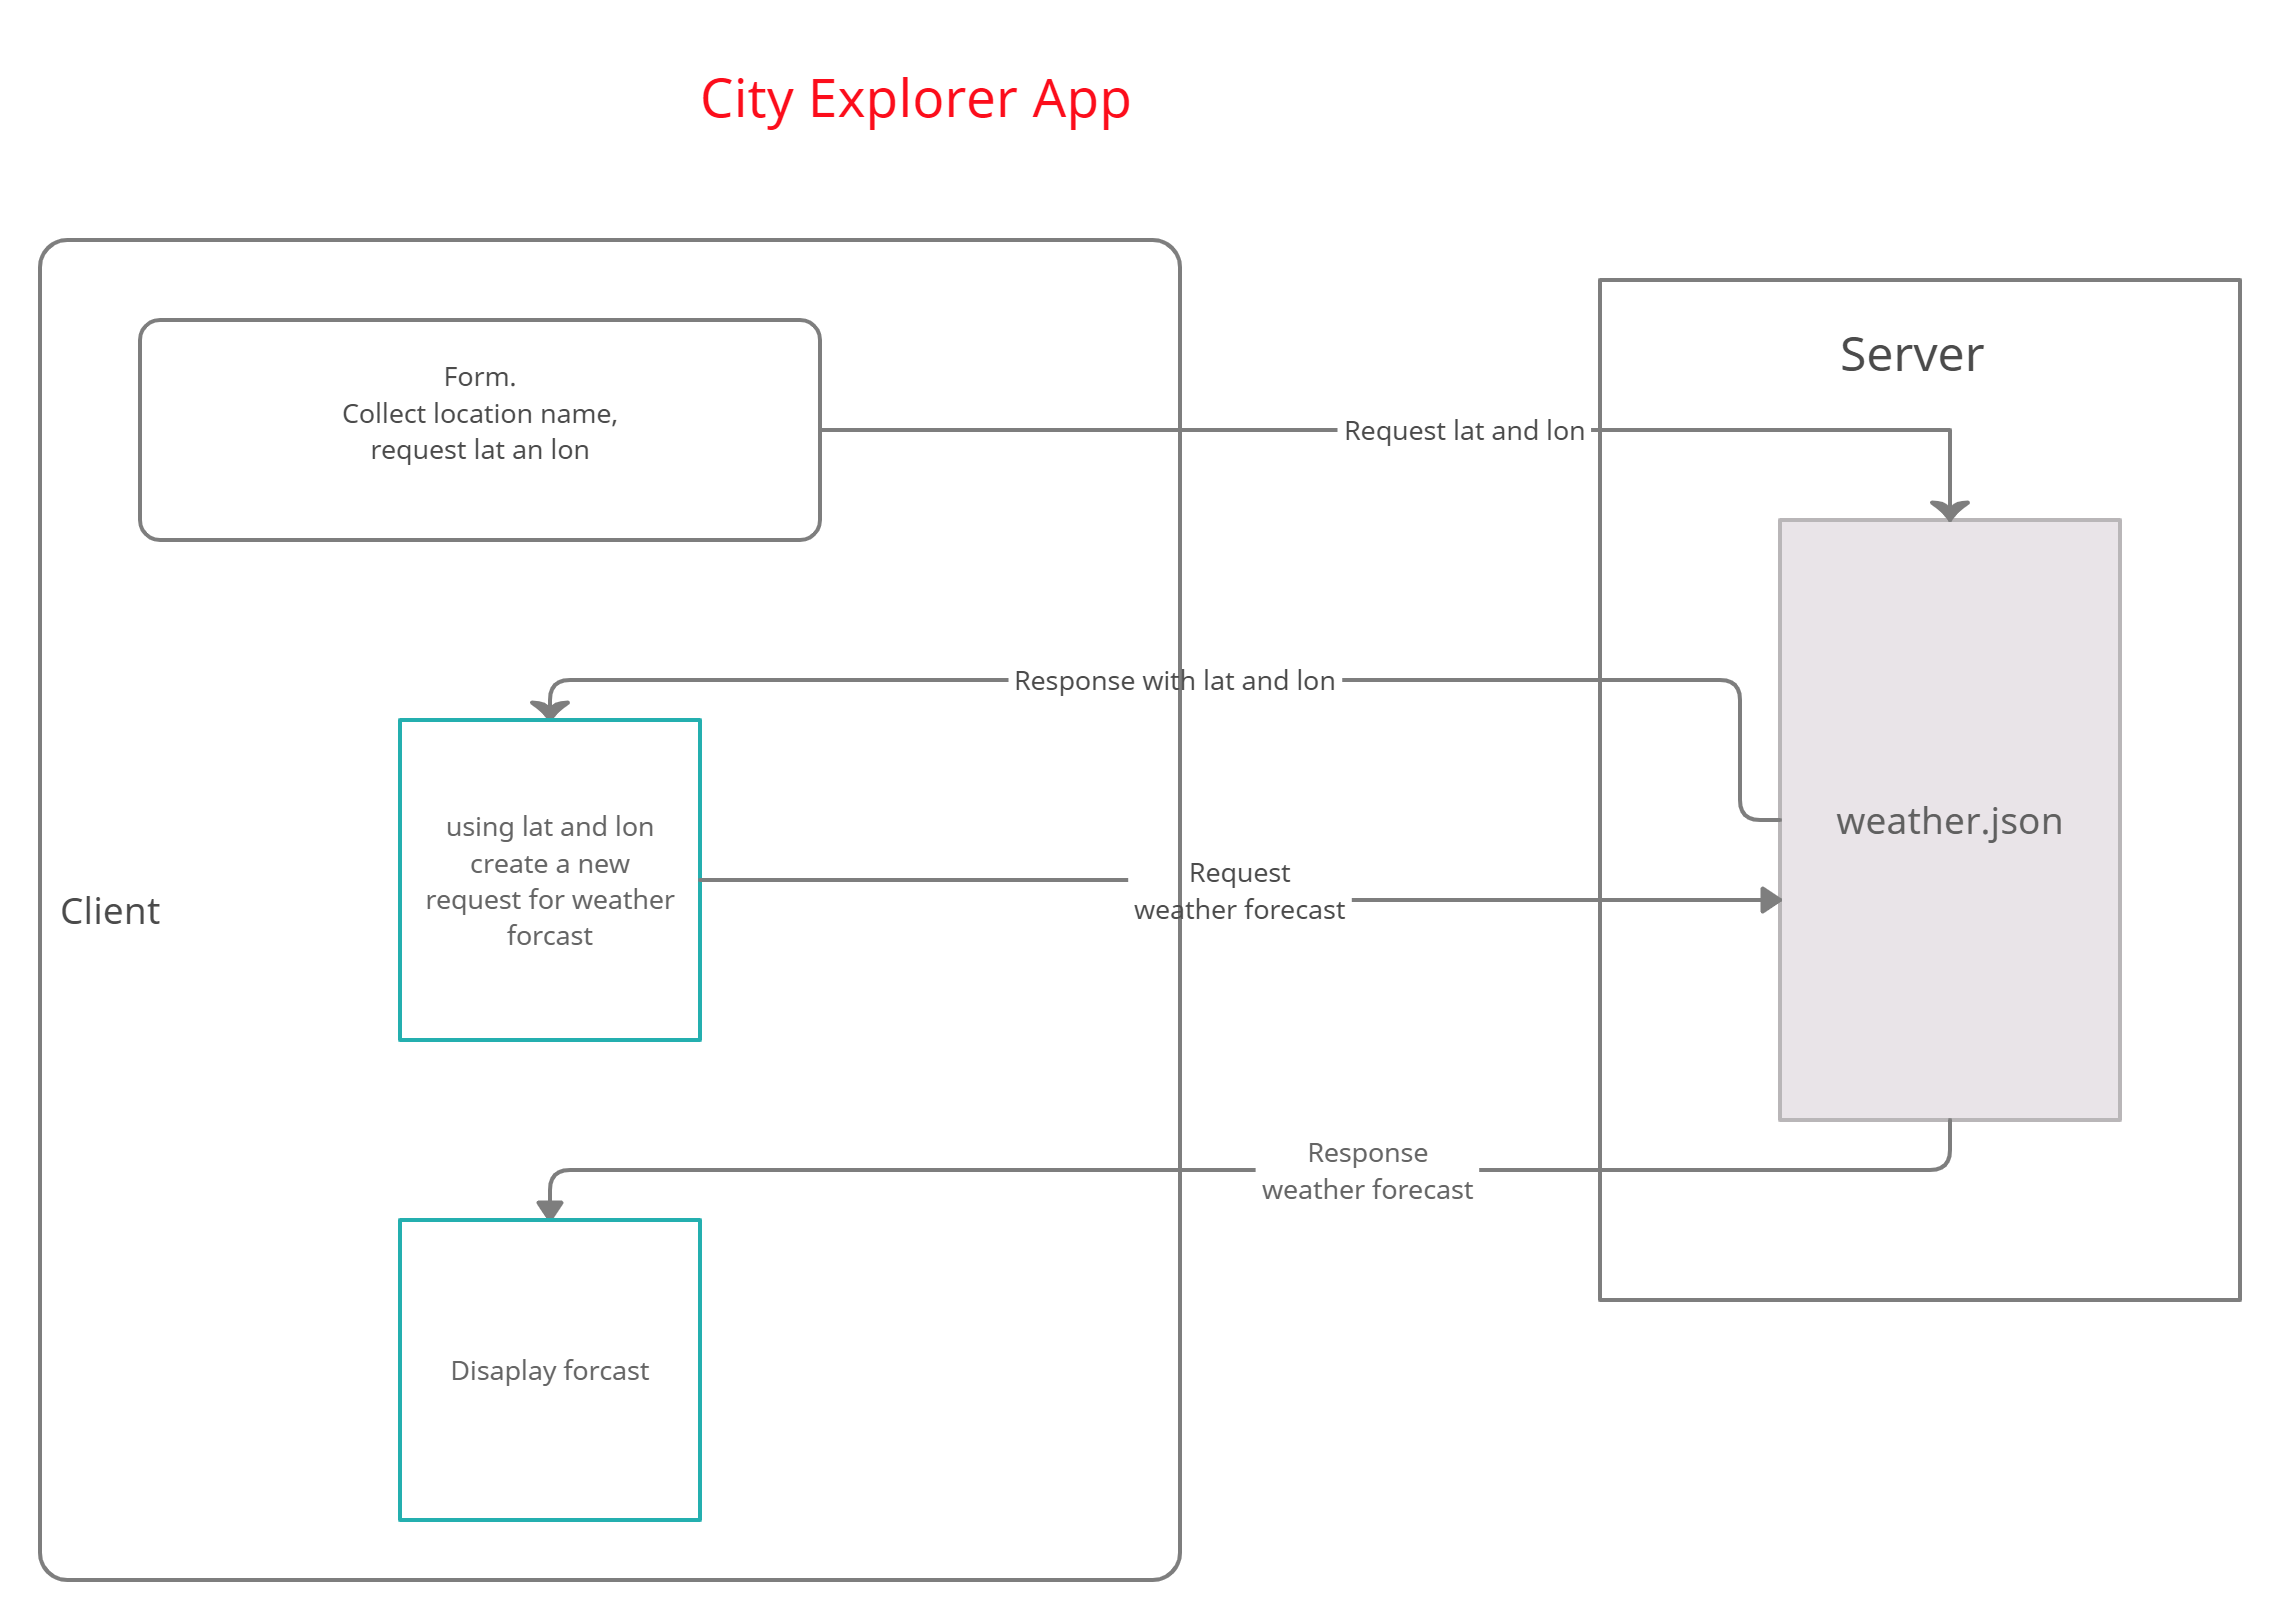 City Explorer App
Form.
Collect location name,
request lat an lon
Request lat and lon
Server
Response with lat and lon
using lat and lon
create a new
request for weather
forcast
Client
Request
weather forecast
weather.json
Response
weather forecast
Disaplay forcast